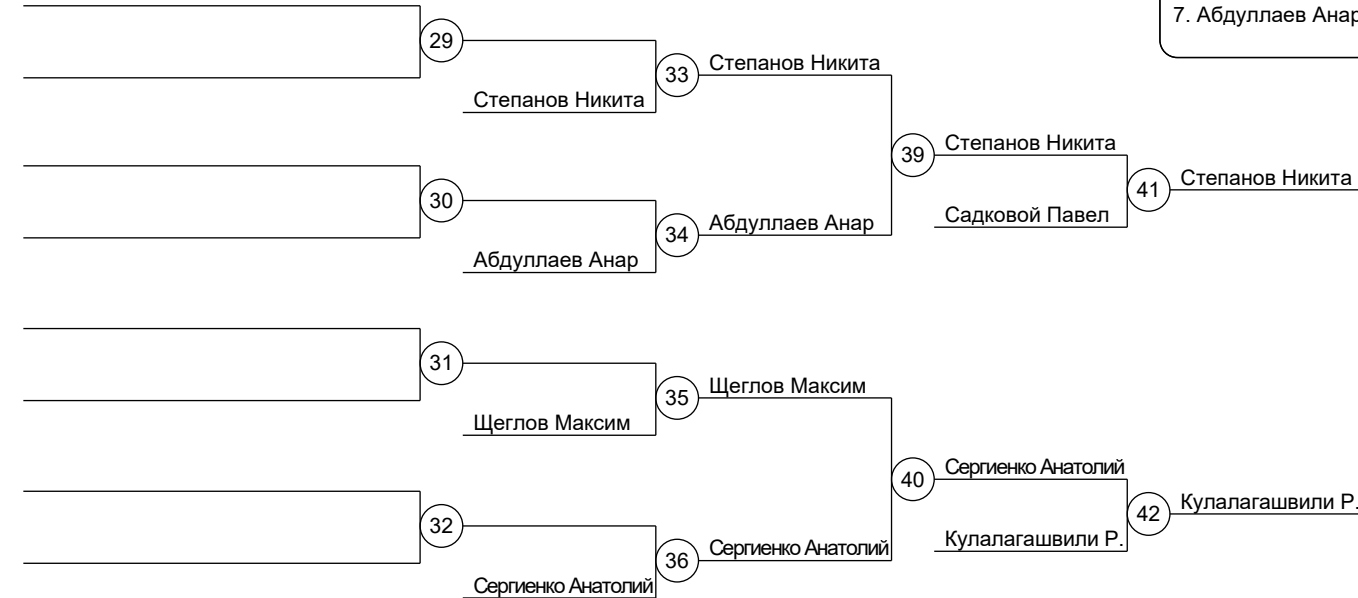 7. Абдуллаев Анар
29
Степанов Никита
33
Степанов Никита
39
Степанов Никита
41
Степанов Никита
Садковой Павел
30
Абдуллаев Анар
34
Абдуллаев Анар
31
Щеглов Максим
35
Щеглов Максим
40
Сергиенко Анатолий
42
Кулалагашвили Р.
Кулалагашвили Р.
32
Сергиенко Анатолий
36
Сергиенко Анатолий